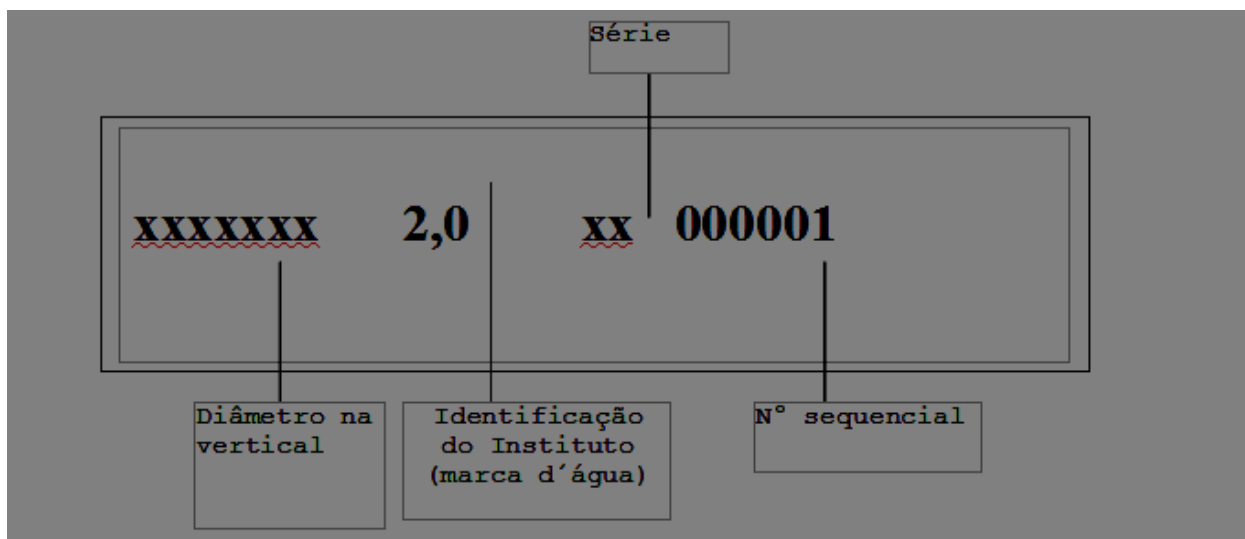 Série
xxxxxxx 2,0 xx 000001
Diâmetro na
vertical
Identificação
do Instituto
(marca d´água)
N° sequencial